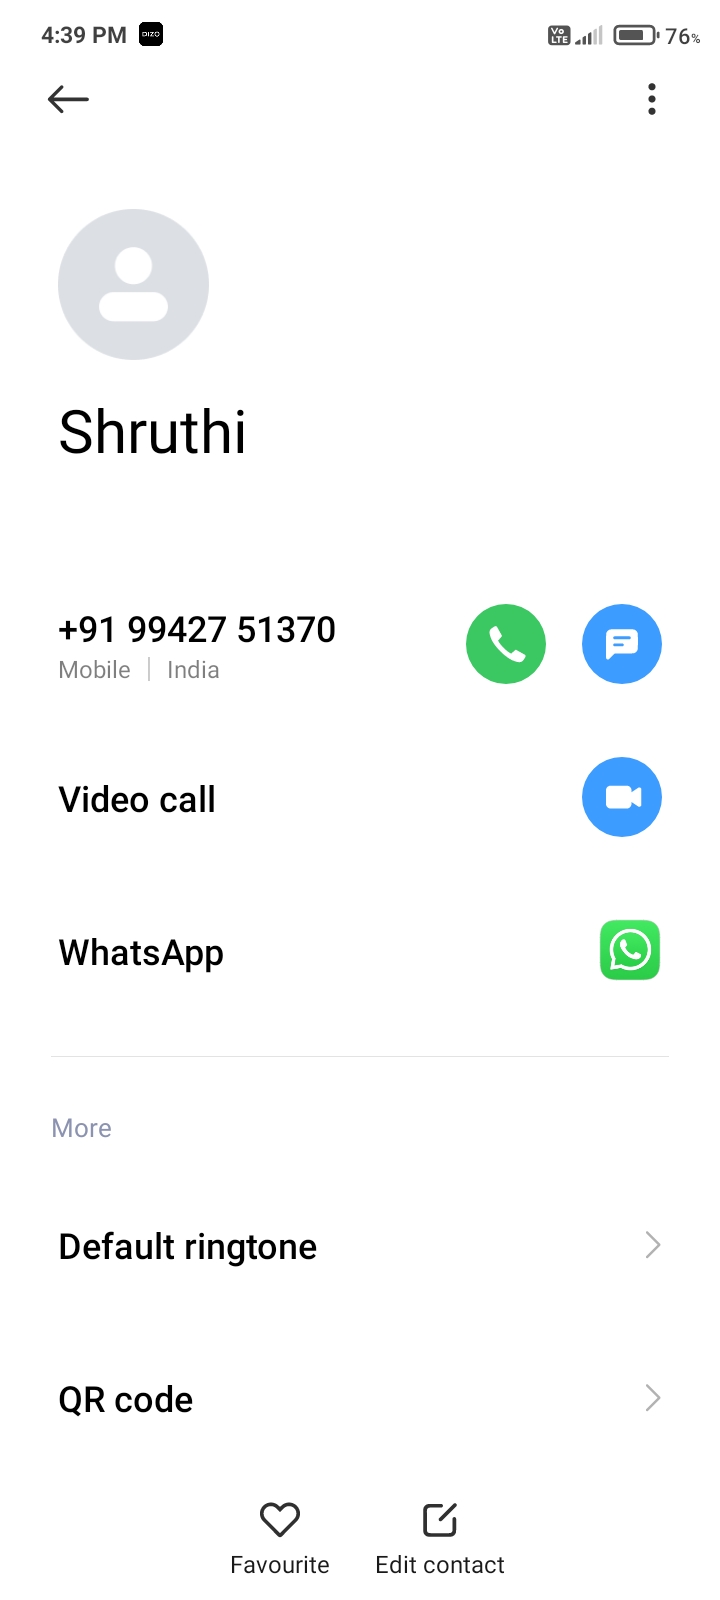 4:39 PM DIZO Vo LTE 76%
Shruthi
+91 99427 51370
Mobile | India
Video call
WhatsApp
More
Default ringtone
QR code
Favourite Edit contact